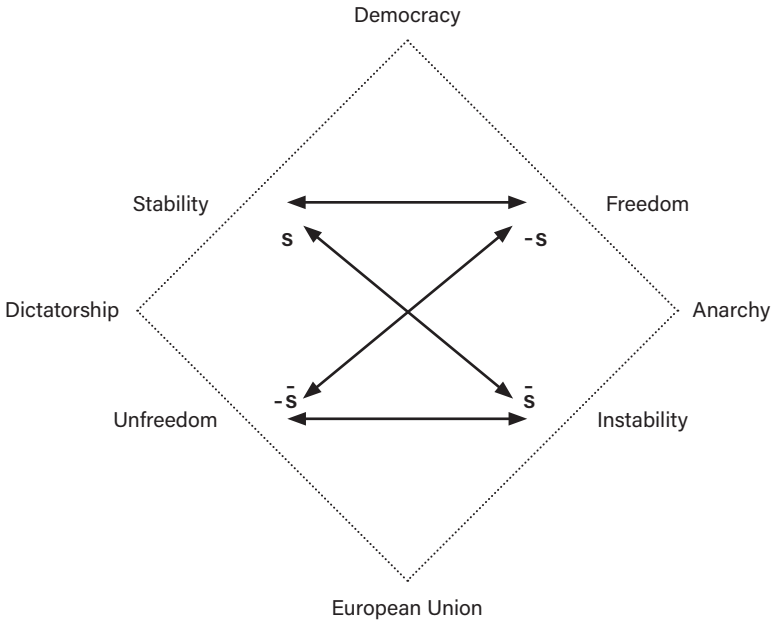 Democracy
Stability
Freedom
s
-s
Dictatorship
Anarchy
-s̄
s̄
Unfreedom
Instability
European Union